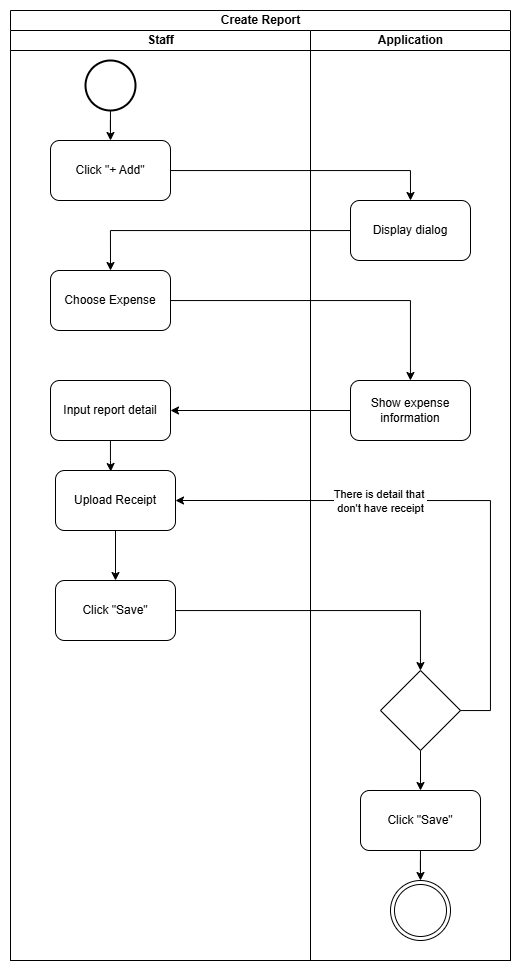 Create Report
Staff
Application
Click "+ Add"
Display dialog
Choose Expense
Input report detail
Show expense
information
Upload Receipt
There is detail that
don't have receipt
Click "Save"
Click "Save"